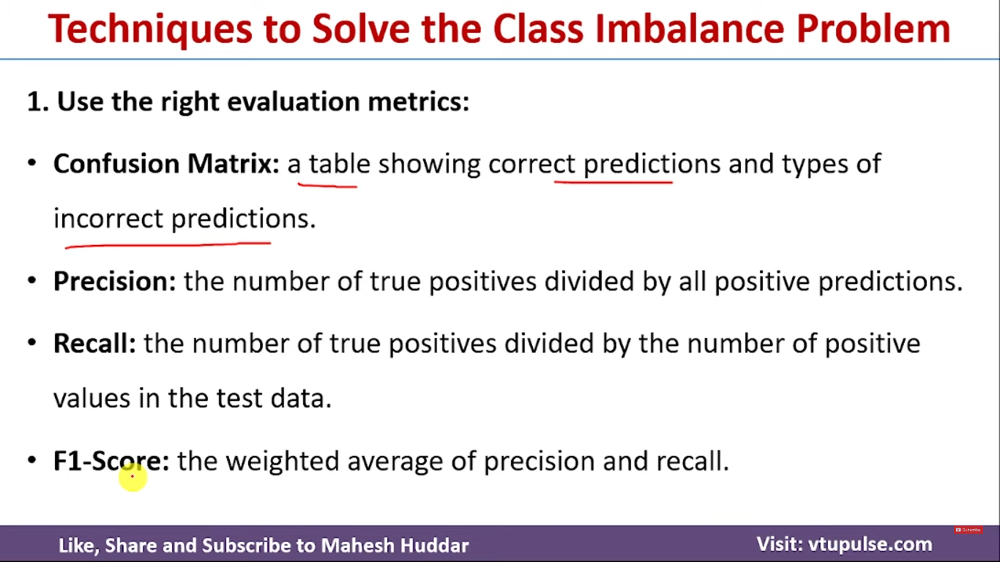 Techniques to Solve the Class Imbalance Problem
1. Use the right evaluation metrics:
• Confusion Matrix: a table showing correct predictions and types of
incorrect predictions.
• Precision: the number of true positives divided by all positive predictions.
• Recall: the number of true positives divided by the number of positive
values in the test data.
• F1-Score: the weighted average of precision and recall.
Subscribe
Like, Share and Subscribe to Mahesh Huddar
Visit: vtupulse.com